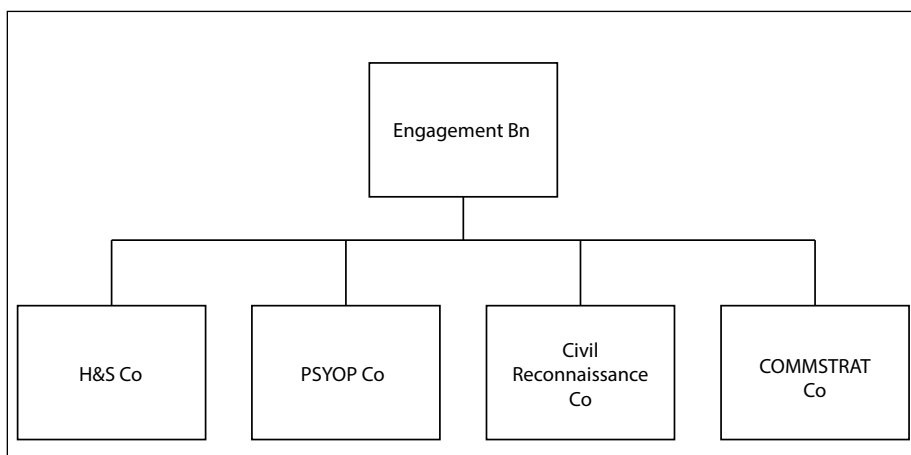 Engagement Bn
H&S Co
PSYOP Co
Civil
Reconnaissance
Co
COMMSTRAT
Co